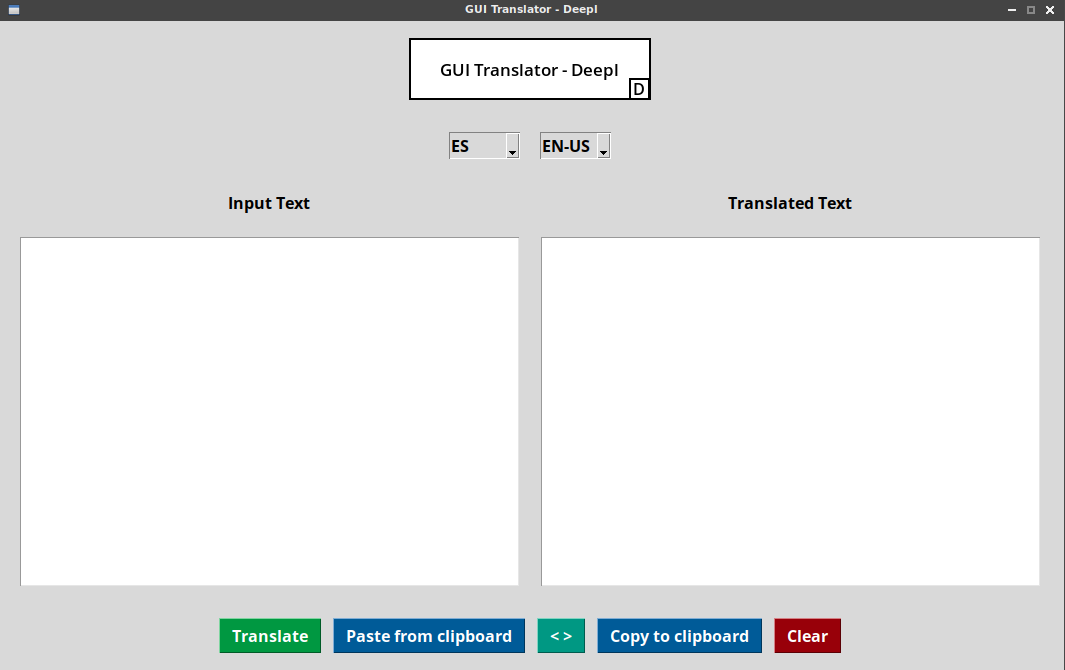 GUI Translator - Deepl
GUI Translator - Deepl
D
ES EN-US
Input Text Translated Text
Translate Paste from clipboard < > Copy to clipboard Clear